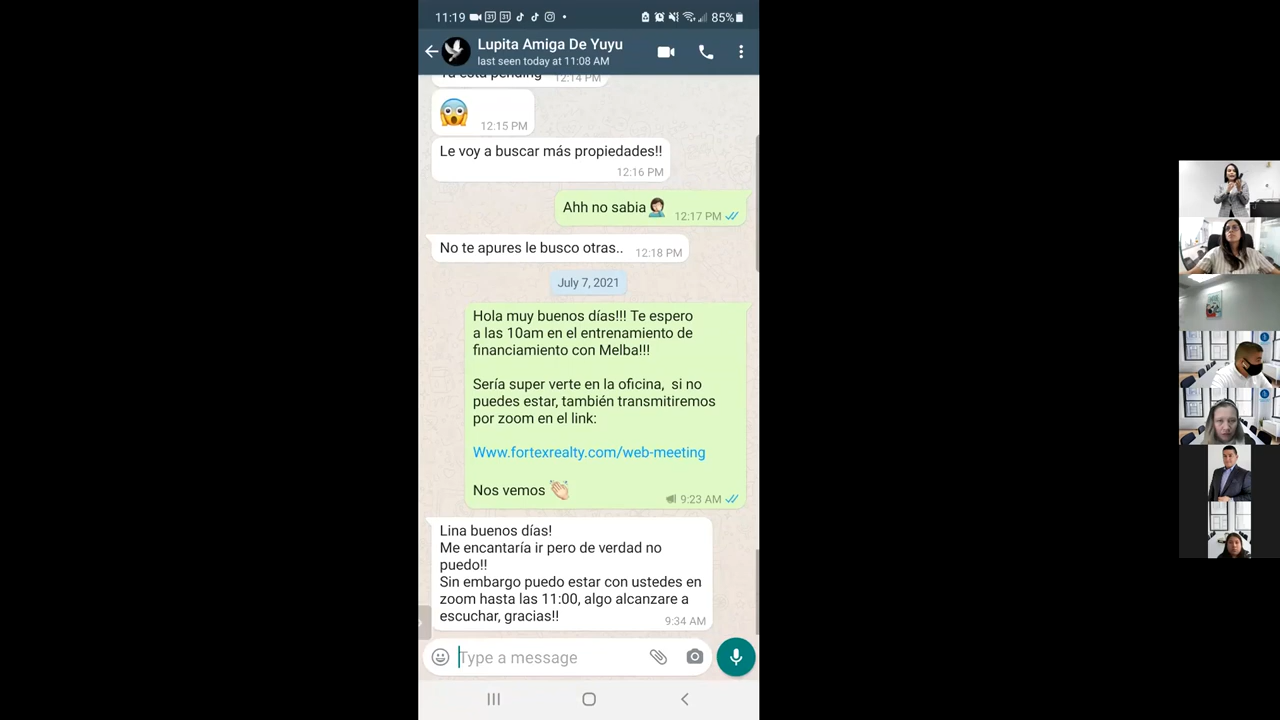 11:19
85%
Lupita Amiga De Yuyu
last seen today at 11:08 AM
Ya esta pending 12:14 PM
12:15 PM
Le voy a buscar más propiedades!!
12:16 PM
Ahh no sabia 12:17 PM
No te apures le busco otras.. 12:18 PM
July 7, 2021
Hola muy buenos días!!! Te espero
a las 10am en el entrenamiento de
financiamiento con Melba!!!
Sería super verte en la oficina, si no
puedes estar, también transmitiremos
por zoom en el link:
Www.fortexrealty.com/web-meeting
Nos vemos
9:23 AM
Lina buenos días!
Me encantaría ir pero de verdad no
puedo!!
Sin embargo puedo estar con ustedes en
zoom hasta las 11:00, algo alcanzare a
escuchar, gracias!!
9:34 AM
Type a message